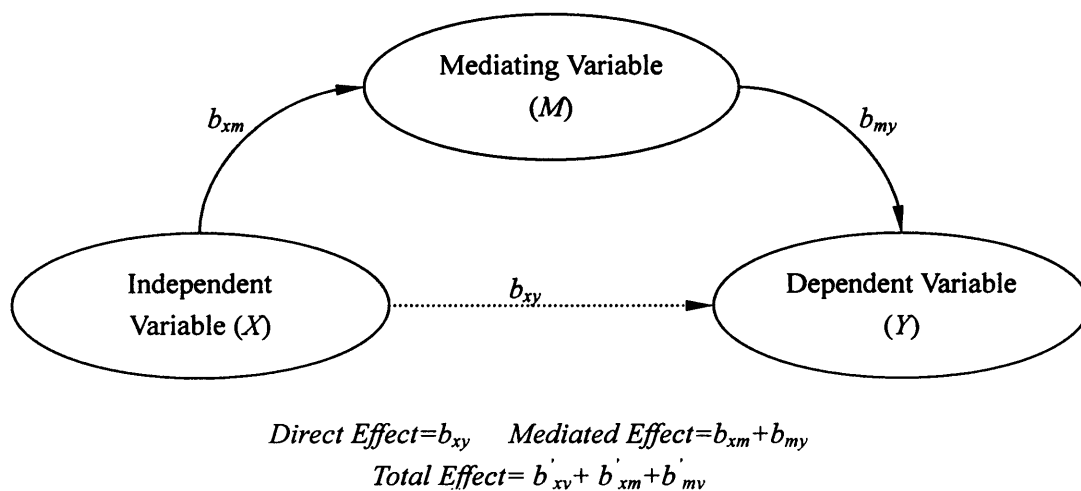 Mediating Variable
(M)
b_xm
b_my
Independent
Variable (X)
b_xy
Dependent Variable
(Y)
Direct Effect=b_xy Mediated Effect=b_xm+b_my
Total Effect= b'_xy+ b'_xm+b'_my